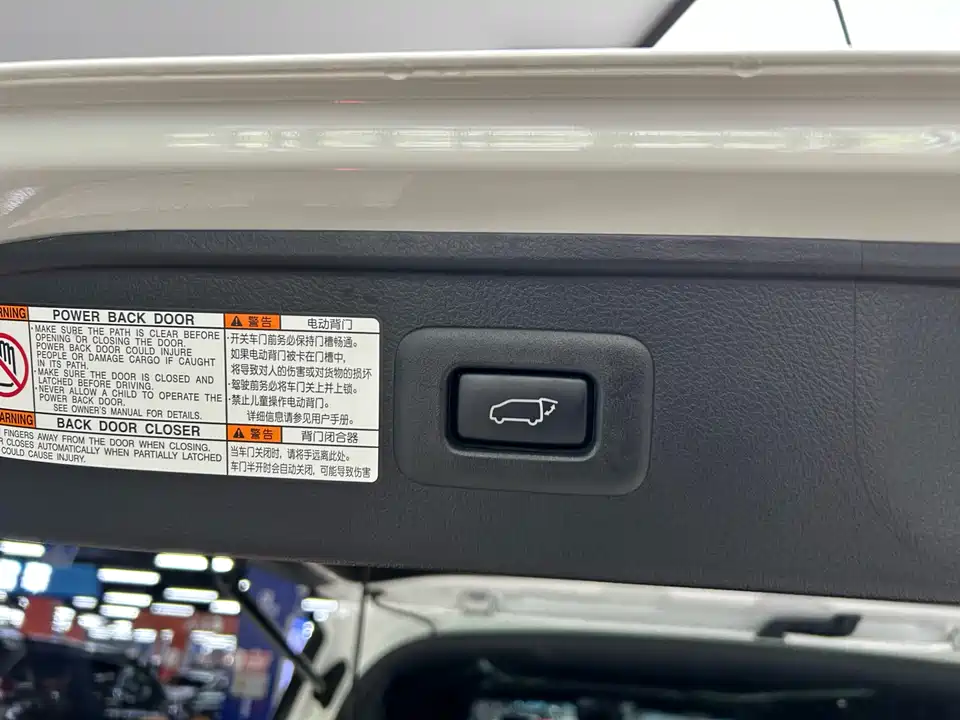 POWER BACK DOOR
· MAKE SURE THE PATH IS CLEAR BEFORE
OPENING OR CLOSING THE DOOR.
POWER BACK DOOR COULD INJURE
PEOPLE OR DAMAGE CARGO IF CAUGHT
IN ITS PATH.
· MAKE SURE THE DOOR IS CLOSED AND
LATCHED BEFORE DRIVING.
· NEVER ALLOW A CHILD TO OPERATE THE
POWER BACK DOOR.
SEE OWNER'S MANUAL FOR DETAILS.
BACK DOOR CLOSER
FINGERS AWAY FROM THE DOOR WHEN CLOSING.
CLOSES AUTOMATICALLY WHEN PARTIALLY LATCHED
COULD CAUSE INJURY.
警告 电动背门
·开关车门前务必保持门槽畅通。
如果电动背门被卡在门槽中,
将导致对人的伤害或对货物的损坏
·驾驶前务必将车门关上并上锁。
·禁止儿童操作电动背门。
详细信息请参见用户手册。
警告 背门闭合器
当车门关闭时, 请将手远离此处。
车门半开时会自动关闭, 可能导致伤害